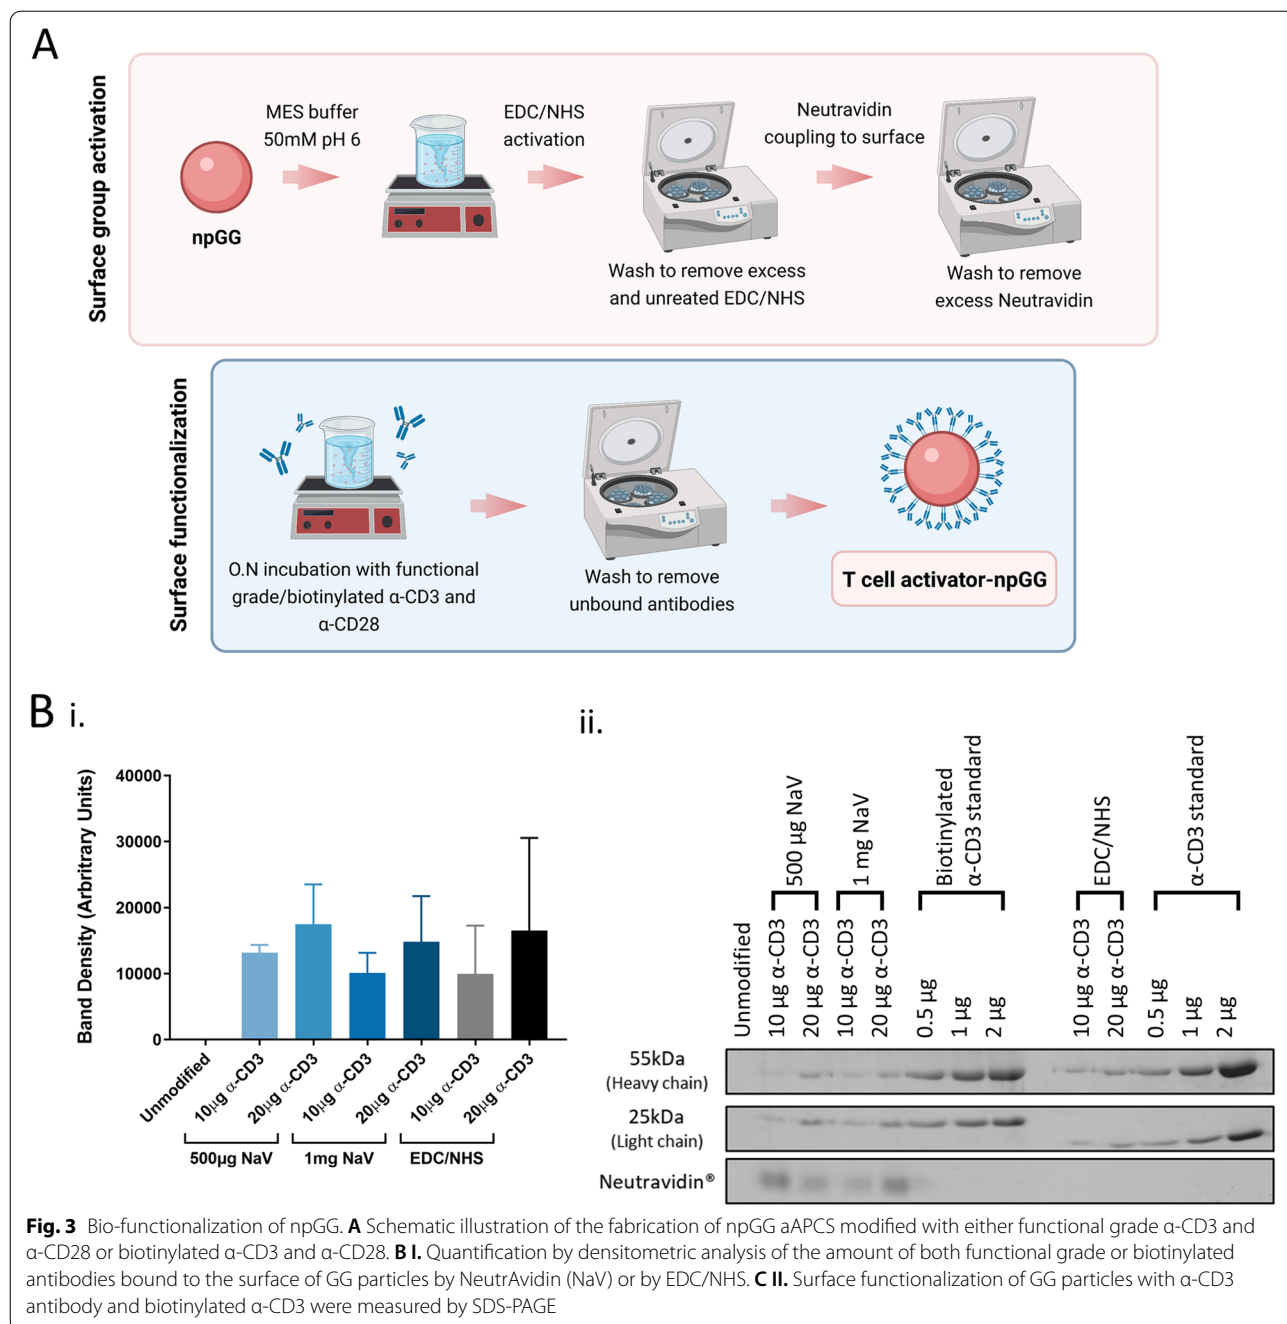 A
Surface group activation
MES buffer
50mM pH 6
EDC/NHS
activation
Neutravidin
coupling to surface
npGG
Wash to remove excess
and unreated EDC/NHS
Wash to remove
excess Neutravidin
Surface functionalization
O.N incubation with functional
grade/biotinylated α-CD3 and
α-CD28
Wash to remove
unbound antibodies
T cell activator-npGG
B i.
Band Density (Arbritrary Units)
40000
30000
20000
10000
0
Unmodified
10µg α-CD3
20µg α-CD3
10µg α-CD3
20µg α-CD3
10µg α-CD3
20µg α-CD3
500µg NaV
1mg NaV
EDC/NHS
ii.
500 µg NaV
1 mg NaV
Biotinylated
α-CD3 standard
EDC/NHS
α-CD3 standard
Unmodified
10 µg α-CD3
20 µg α-CD3
10 µg α-CD3
20 µg α-CD3
0.5 µg
1 µg
2 µg
10 µg α-CD3
20 µg α-CD3
0.5 µg
1 µg
2 µg
55kDa
(Heavy chain)
25kDa
(Light chain)
Neutravidin®
Fig. 3 Bio-functionalization of npGG. A Schematic illustration of the fabrication of npGG aAPCS modified with either functional grade α-CD3 and
α-CD28 or biotinylated α-CD3 and α-CD28. B I. Quantification by densitometric analysis of the amount of both functional grade or biotinylated
antibodies bound to the surface of GG particles by NeutrAvidin (NaV) or by EDC/NHS. C II. Surface functionalization of GG particles with α-CD3
antibody and biotinylated α-CD3 were measured by SDS-PAGE